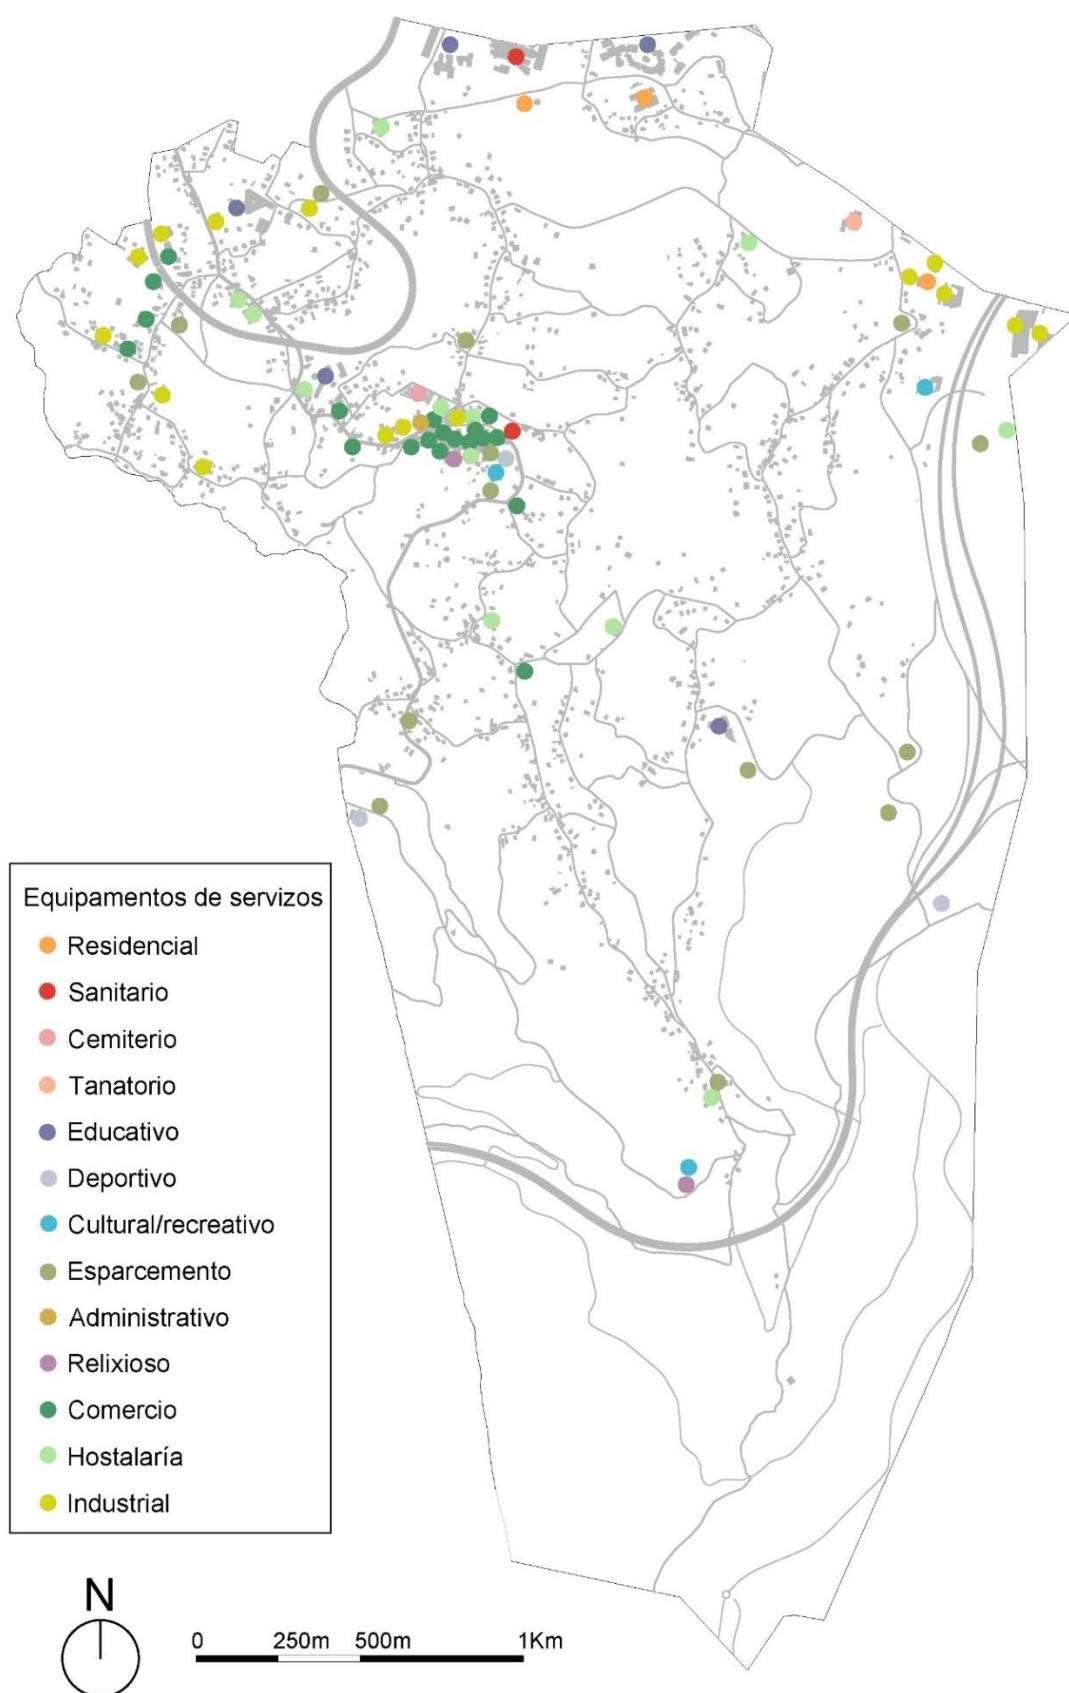 Equipamentos de servizos
Residencial
Sanitario
Cemiterio
Tanatorio
Educativo
Deportivo
Cultural/recreativo
Esparcemento
Administrativo
Relixioso
Comercio
Hostalaría
Industrial
N
0 250m 500m 1Km